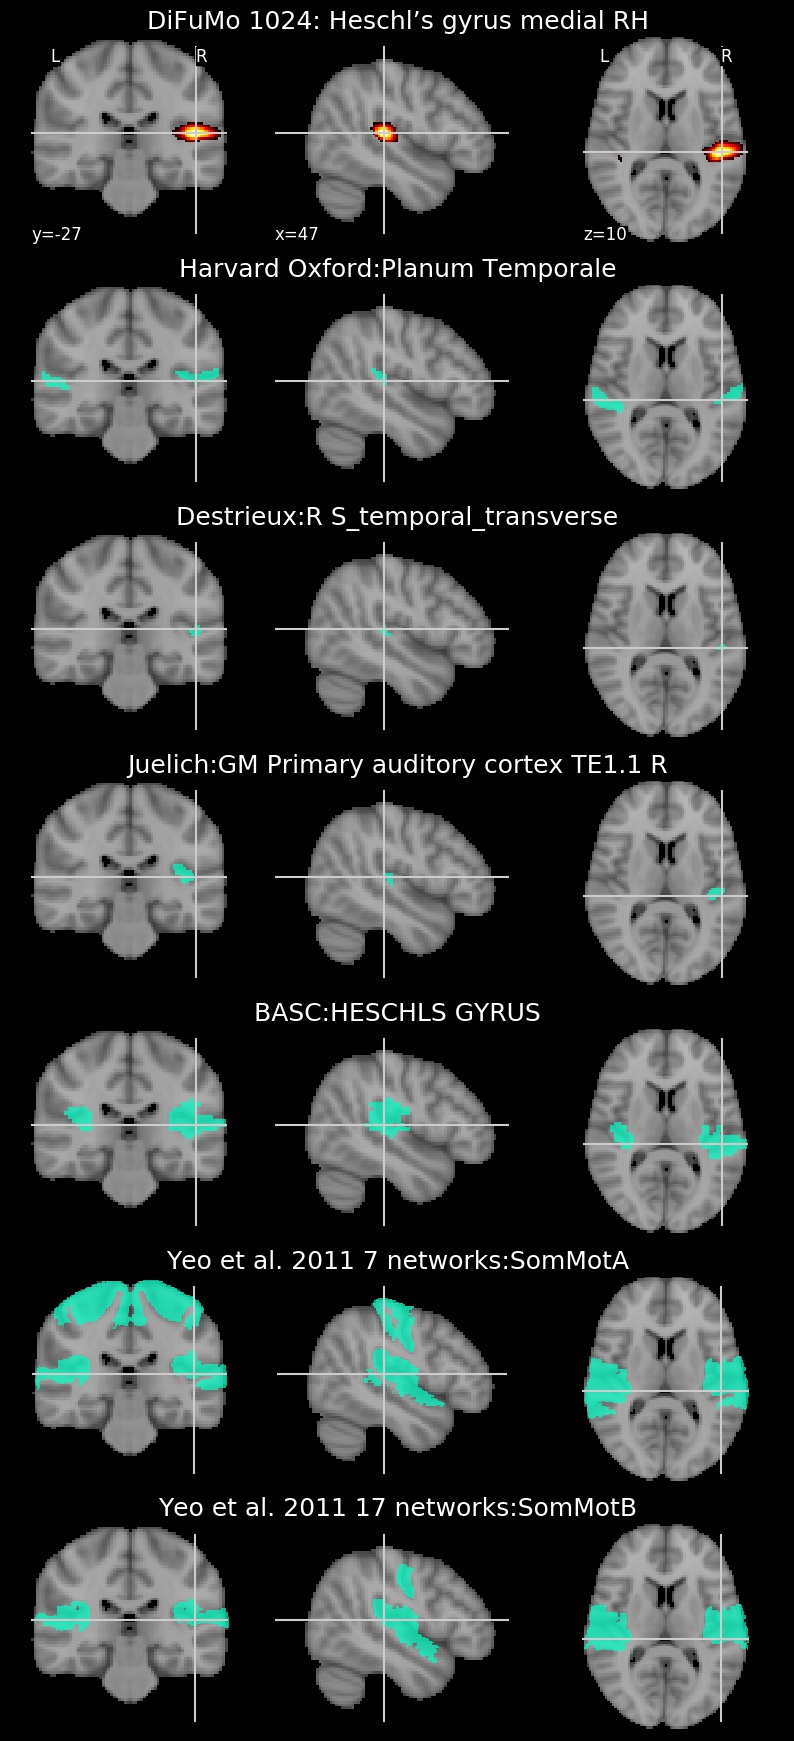 DiFuMo 1024: Heschl’s gyrus medial RH
L R L R
y=-27 x=47 z=10
Harvard Oxford:Planum Temporale
Destrieux:R S_temporal_transverse
Juelich:GM Primary auditory cortex TE1.1 R
BASC:HESCHLS GYRUS
Yeo et al. 2011 7 networks:SomMotA
Yeo et al. 2011 17 networks:SomMotB